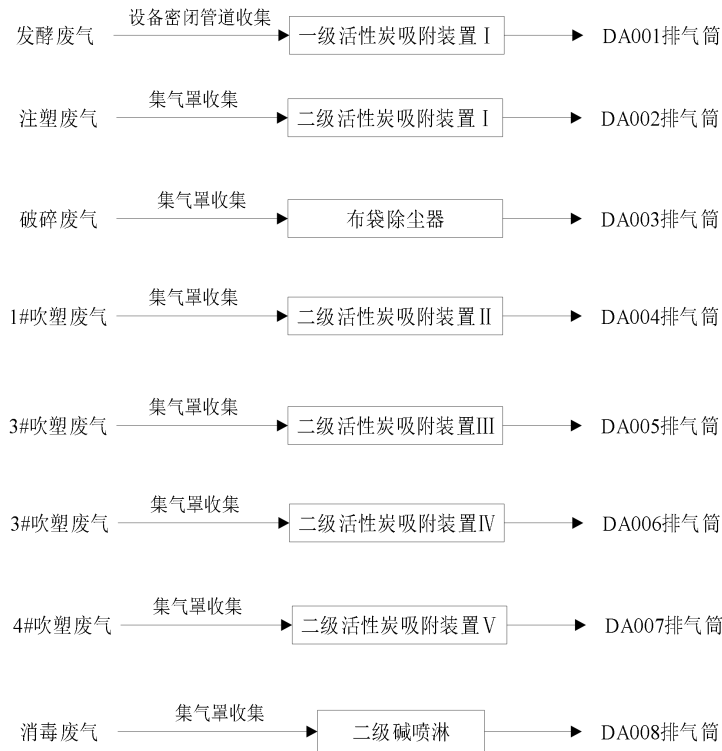 设备密闭管道收集
发酵废气 一级活性炭吸附装置Ⅰ DA001排气筒
集气罩收集
注塑废气 二级活性炭吸附装置Ⅰ DA002排气筒
集气罩收集
破碎废气 布袋除尘器 DA003排气筒
集气罩收集
1#吹塑废气 二级活性炭吸附装置Ⅱ DA004排气筒
集气罩收集
3#吹塑废气 二级活性炭吸附装置Ⅲ DA005排气筒
集气罩收集
3#吹塑废气 二级活性炭吸附装置Ⅳ DA006排气筒
集气罩收集
4#吹塑废气 二级活性炭吸附装置Ⅴ DA007排气筒
集气罩收集
消毒废气 二级碱喷淋 DA008排气筒